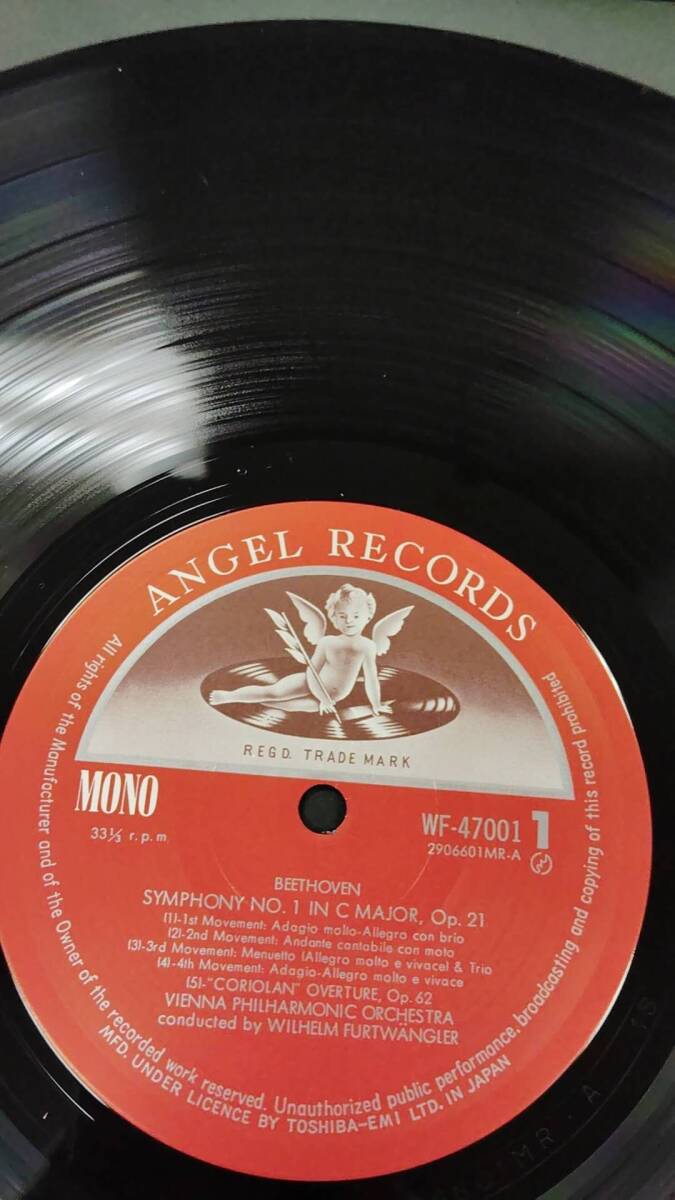 ANGEL RECORDS
REGD. TRADE MARK
MONO
33⅓ r.p.m.
WF-47001 1
2906601MR-A
BEETHOVEN
SYMPHONY NO. 1 IN C MAJOR, Op. 21
(1)-1st Movement: Adagio molto-Allegro con brio
(2)-2nd Movement: Andante cantabile con moto
(3)-3rd Movement: Menuetto (Allegro molto e vivace) & Trio
(4)-4th Movement: Adagio-Allegro molto e vivace
(5)-"CORIOLAN" OVERTURE, Op. 62
VIENNA PHILHARMONIC ORCHESTRA
conducted by WILHELM FURTWÄNGLER
All rights of the Manufacturer and of the Owner of the recorded work reserved. Unauthorized public performance, broadcasting and copying of this record prohibited
MFD. UNDER LICENCE BY TOSHIBA-EMI LTD. IN JAPAN